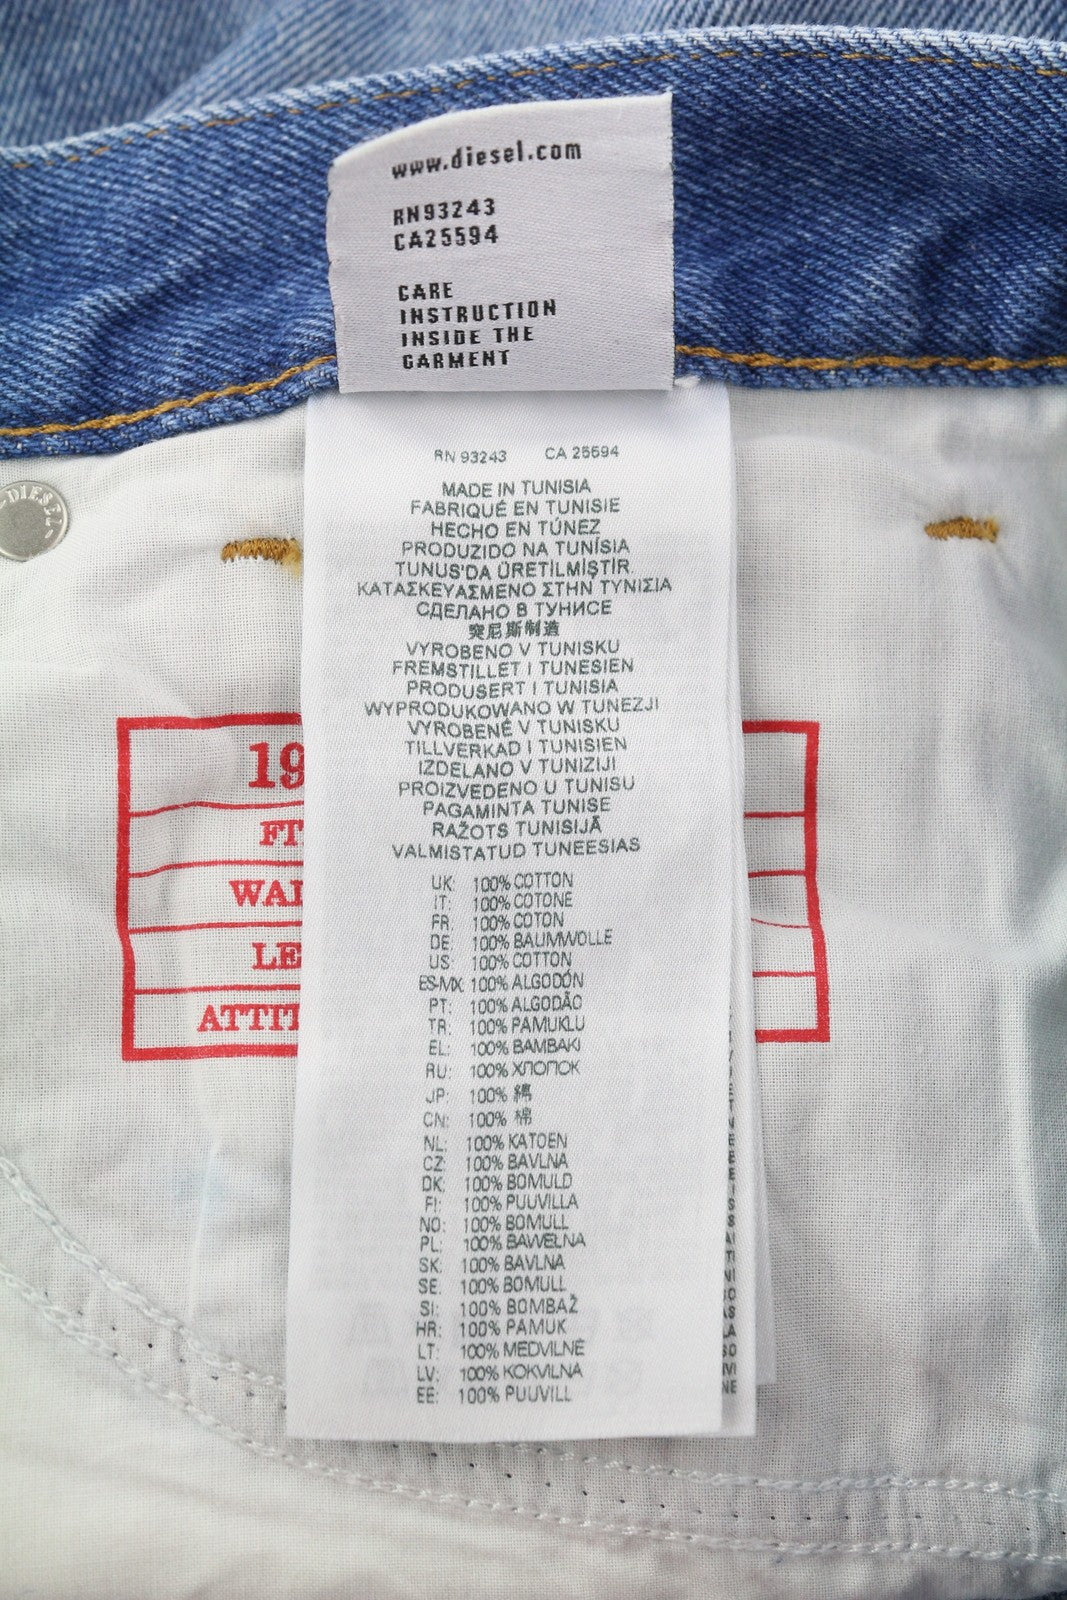 www.diesel.com
RN93243
CA25594
CARE
INSTRUCTION
INSIDE THE
GARMENT
RN 93243 CA 25594
MADE IN TUNISIA
FABRIQUÉ EN TUNISIE
HECHO EN TÚNEZ
PRODUZIDO NA TUNÍSIA
TUNUS'DA ÜRETİLMİŞTİR.
ΚΑΤΑΣΚΕΥΑΣΜΕΝΟ ΣΤΗΝ ΤΥΝΙΣΙΑ
СДЕЛАНО В ТУНИСЕ
突尼斯制造
VYROBENO V TUNISKU
FREMSTILLET I TUNESIEN
PRODUSERT I TUNISIA
WYPRODUKOWANO W TUNEZJI
VYROBENÉ V TUNISKU
TILLVERKAD I TUNISIEN
IZDELANO V TUNIZIJI
PROIZVEDENO U TUNISU
PAGAMINTA TUNISE
RAŽOTS TUNISIJĀ
VALMISTATUD TUNEESIAS
UK: 100% COTTON
IT: 100% COTONE
FR: 100% COTON
DE: 100% BAUMWOLLE
US: 100% COTTON
ES-MX: 100% ALGODÓN
PT: 100% ALGODÃO
TR: 100% PAMUKLU
EL: 100% ΒΑΜΒΑΚΙ
RU: 100% ХЛОПОК
JP: 100% 綿
CN: 100% 棉
NL: 100% KATOEN
CZ: 100% BAVLNA
DK: 100% BOMULD
FI: 100% PUUVILLA
NO: 100% BOMULL
PL: 100% BAWEŁNA
SK: 100% BAVLNA
SE: 100% BOMULL
SI: 100% BOMBAŽ
HR: 100% PAMUK
LT: 100% MEDVILNĖ
LV: 100% KOKVILNA
EE: 100% PUUVILL
DIESEL
19
FT
WAI
LE
ATTIT